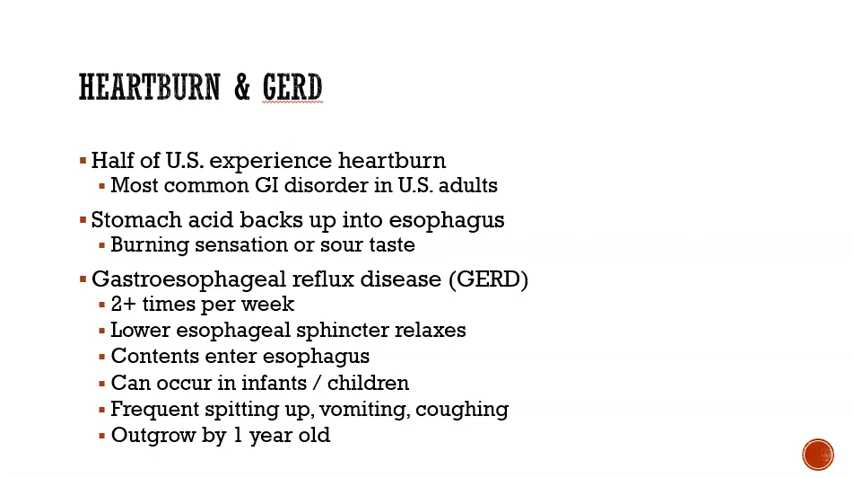 HEARTBURN & GERD
▪ Half of U.S. experience heartburn
▪ Most common GI disorder in U.S. adults
▪ Stomach acid backs up into esophagus
▪ Burning sensation or sour taste
▪ Gastroesophageal reflux disease (GERD)
▪ 2+ times per week
▪ Lower esophageal sphincter relaxes
▪ Contents enter esophagus
▪ Can occur in infants / children
▪ Frequent spitting up, vomiting, coughing
▪ Outgrow by 1 year old